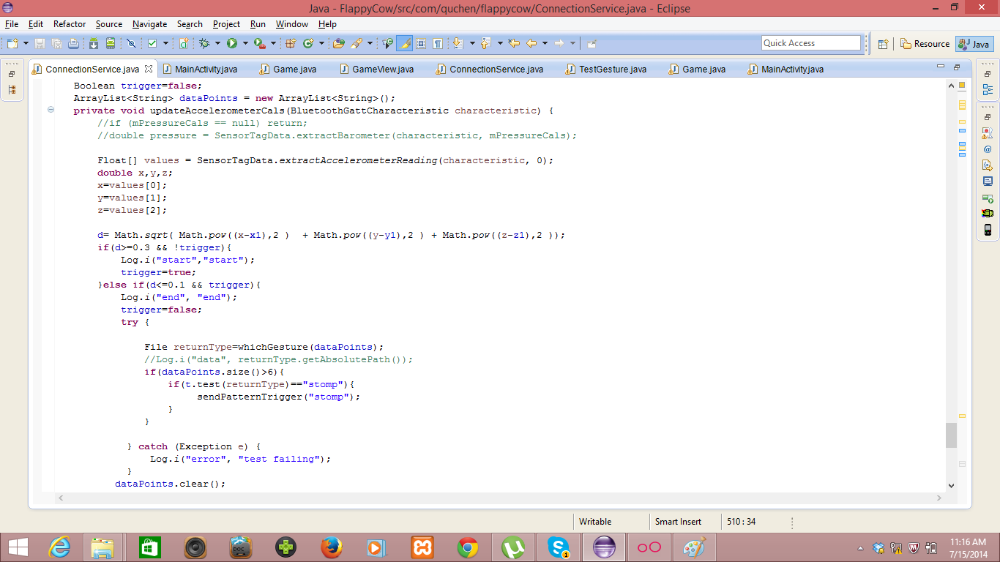 Java - FlappyCow/src/com/quchen/flappycow/ConnectionService.java - Eclipse
File Edit Refactor Source Navigate Search Project Run Window Help
Quick Access
Resource
Java
ConnectionService.java MainActivity.java Game.java GameView.java ConnectionService.java TestGesture.java Game.java MainActivity.java
Boolean trigger=false;
ArrayList<String> dataPoints = new ArrayList<String>();
private void updateAccelerometerCals(BluetoothGattCharacteristic characteristic) {
//if (mPressureCals == null) return;
//double pressure = SensorTagData.extractBarometer(characteristic, mPressureCals);
Float[] values = SensorTagData.extractAccelerometerReading(characteristic, 0);
double x,y,z;
x=values[0];
y=values[1];
z=values[2];
d= Math.sqrt( Math.pow((x-x1),2 )  + Math.pow((y-y1),2 ) + Math.pow((z-z1),2 ));
if(d>=0.3 && !trigger){
Log.i("start","start");
trigger=true;
}else if(d<=0.1 && trigger){
Log.i("end", "end");
trigger=false;
try {
File returnType=whichGesture(dataPoints);
//Log.i("data", returnType.getAbsolutePath());
if(dataPoints.size()>6){
if(t.test(returnType)=="stomp"){
sendPatternTrigger("stomp");
}
}
} catch (Exception e) {
Log.i("error", "test failing");
}
dataPoints.clear();
Writable Smart Insert 510 : 34
11:16 AM
7/15/2014